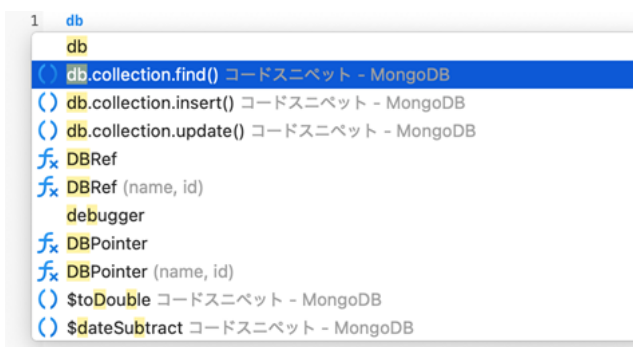 1 db
db
db.collection.find() コードスニペット - MongoDB
db.collection.insert() コードスニペット - MongoDB
db.collection.update() コードスニペット - MongoDB
DBRef
DBRef (name, id)
debugger
DBPointer
DBPointer (name, id)
$toDouble コードスニペット - MongoDB
$dateSubtract コードスニペット - MongoDB